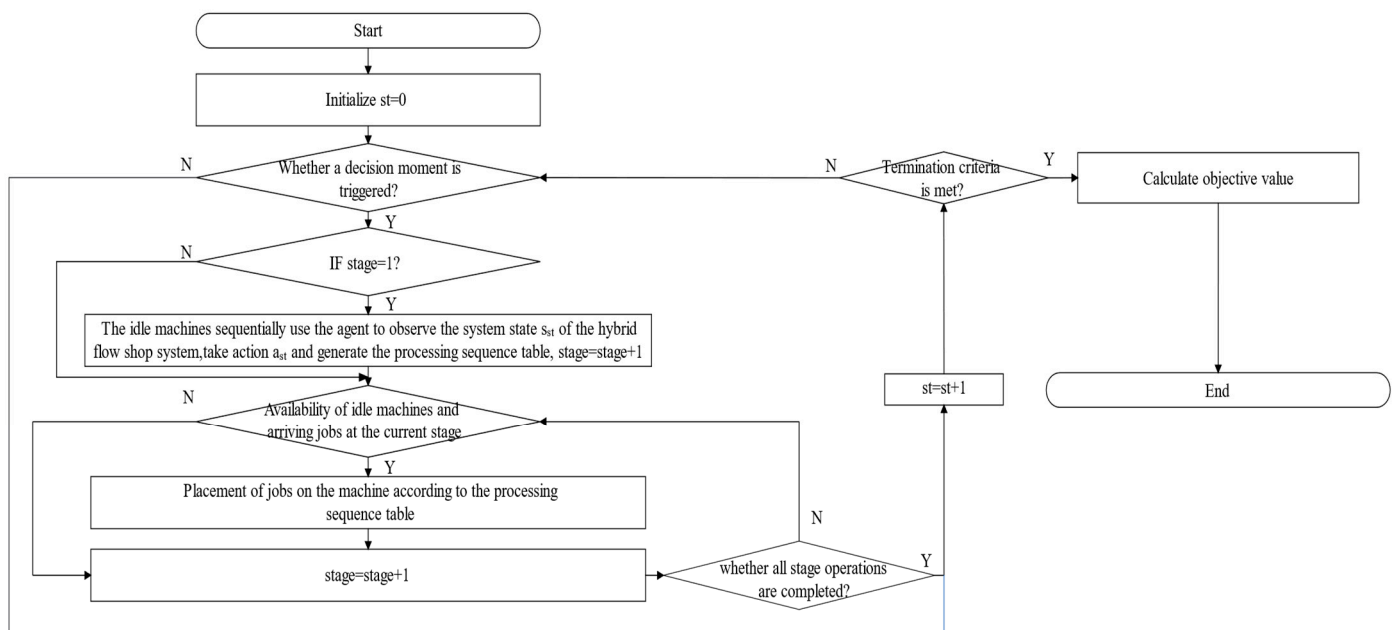 Start
Initialize st=0
N
Whether a decision moment is
triggered?
Y
N
IF stage=1?
Y
The idle machines sequentially use the agent to observe the system state sst of the hybrid
flow shop system,take action ast and generate the processing sequence table, stage=stage+1
N
Availability of idle machines and
arriving jobs at the current stage
Y
Placement of jobs on the machine according to the processing
sequence table
stage=stage+1
whether all stage operations
are completed?
N
Y
st=st+1
Termination criteria
is met?
N
Y
Calculate objective value
End